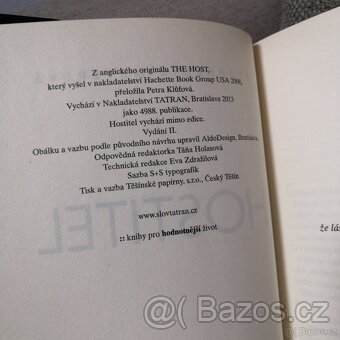 Z anglického originálu THE HOST,
který vyšel v nakladatelství Hachette Book Group USA 2008,
přeložila Petra Klůfová.
Vychází v Nakladatelství TATRAN, Bratislava 2013
jako 4988. publikace.
Hostitel vychází mimo edice.
Vydání II.
Obálku a vazbu podle původního návrhu upravil AldoDesign, Bratislava.
Odpovědná redaktorka Táňa Holasová
Technická redakce Eva Zdražilová
Sazba S+S typografik
Tisk a vazba Těšínské papírny, s.r.o., Český Těšín
www.slovtatran.cz
:: knihy pro hodnotnější život
HOSTITEL
že lás
Bazos.cz